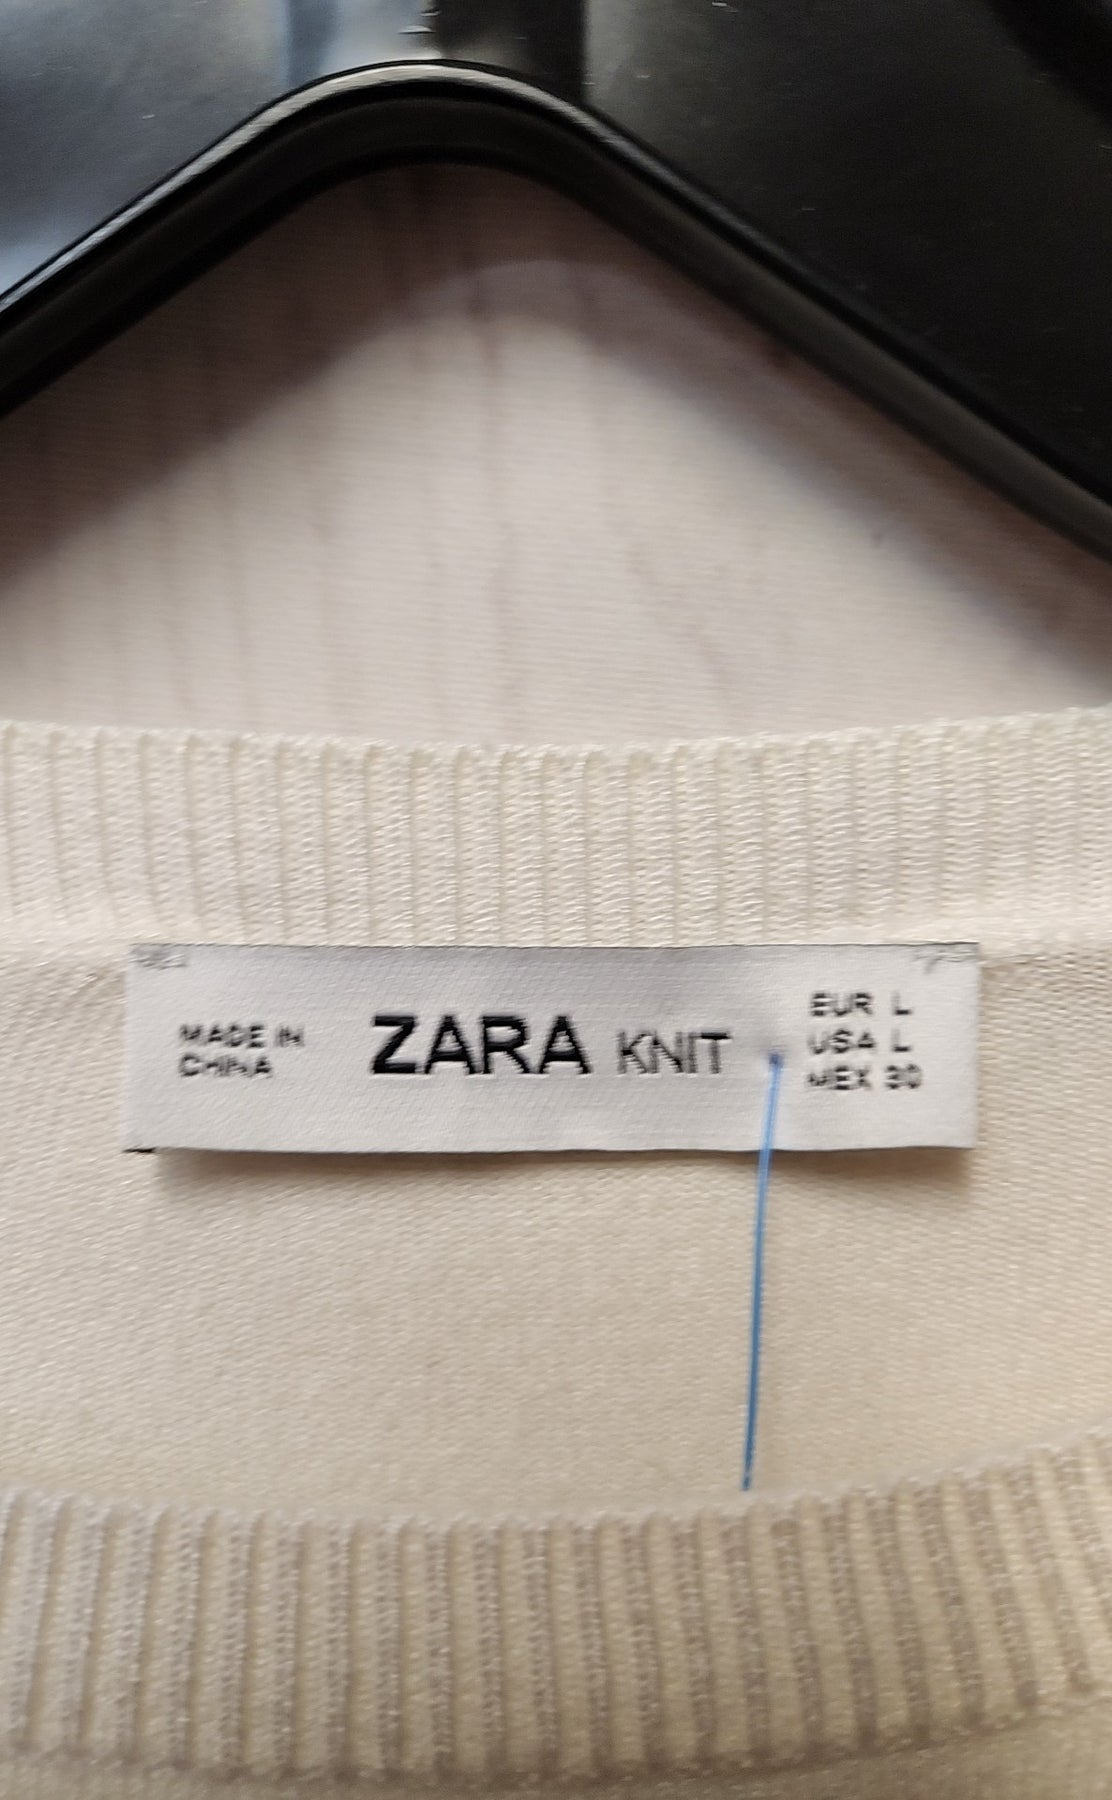 MADE IN
CHINA
ZARA KNIT
EUR L
USA L
MEX 30